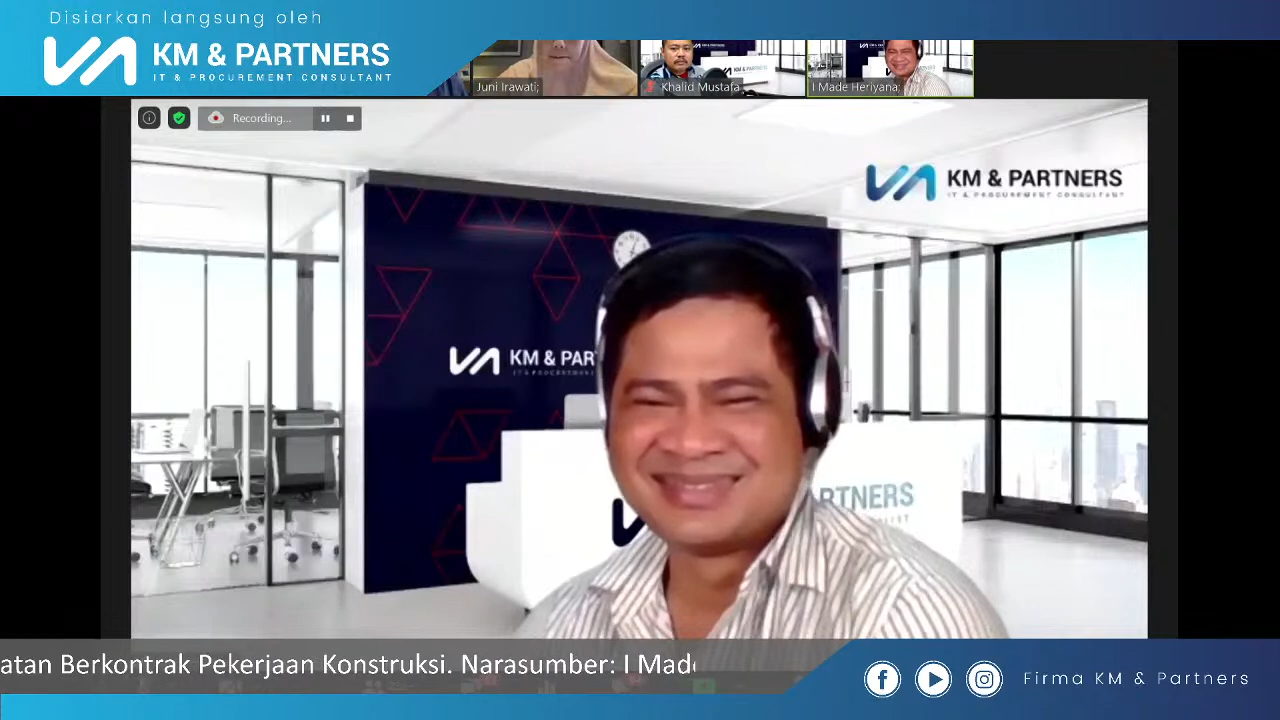 Disiarkan langsung oleh
KM & PARTNERS
IT & PROCUREMENT CONSULTANT
Juni Irawati;
Khalid Mustafa
I Made Heriyana;
Recording...
KM & PARTNERS
IT & PROCUREMENT CONSULTANT
KM & PAR
RTNERS
atan Berkontrak Pekerjaan Konstruksi. Narasumber: I Mad
Firma KM & Partners